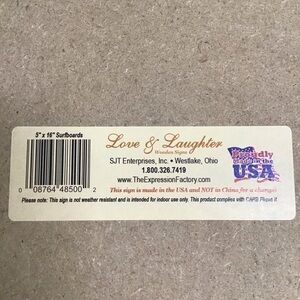 5" x 16" Surfboards
Love & Laughter
Wooden Signs
SJT Enterprises, Inc. • Westlake, Ohio
1.800.326.7419
www.TheExpressionFactory.com
Proudly
Made in the
USA
0 08764 48500 2
This sign is made in the USA and NOT in China for a change!
Please note: This sign is not weather resistant and is intended for indoor use only. This product complies with CARB